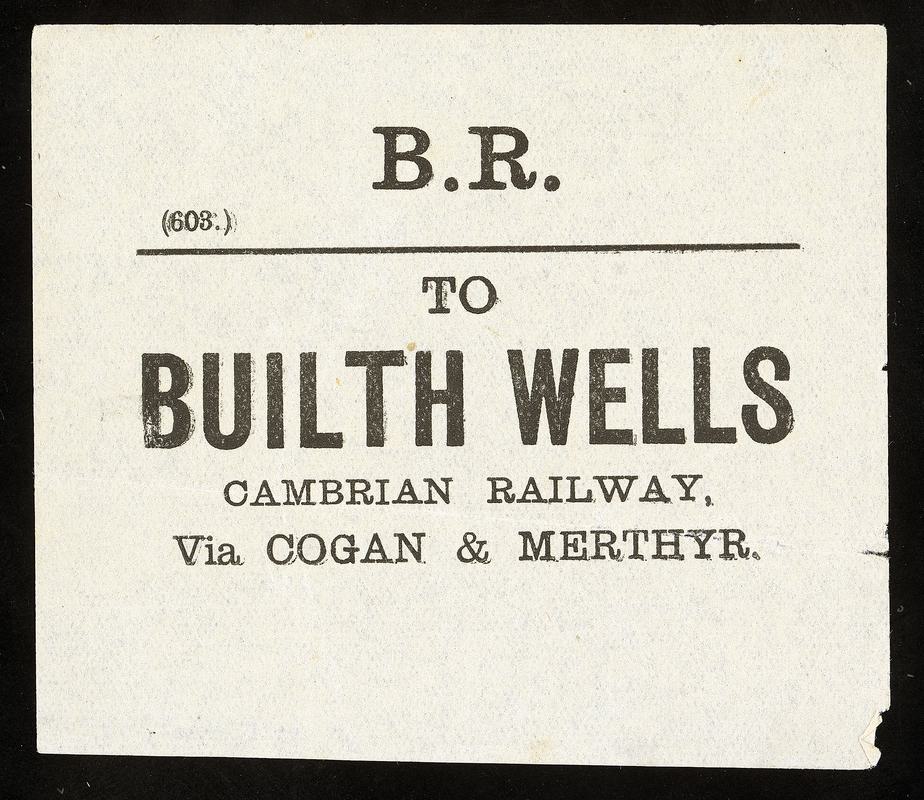 B.R.
(603.)
TO
BUILTH WELLS
CAMBRIAN RAILWAY,
Via COGAN & MERTHYR.